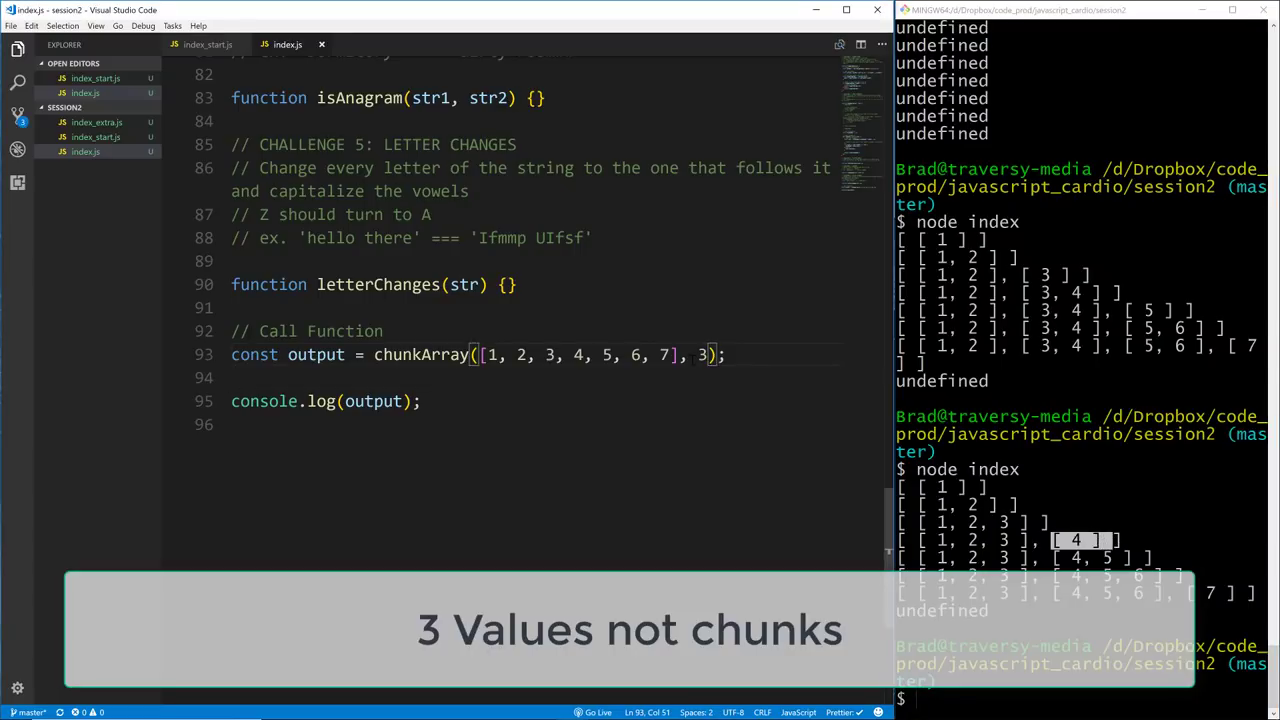 index.js - session2 - Visual Studio Code
File Edit Selection View Go Debug Tasks Help
EXPLORER
OPEN EDITORS
JS index_start.js U
JS index.js U
SESSION2
JS index_extra.js U
JS index_start.js U
JS index.js U
3
JS index_start.js
JS index.js ×
82
83 function isAnagram(str1, str2) {}
84
85 // CHALLENGE 5: LETTER CHANGES
86 // Change every letter of the string to the one that follows it
and capitalize the vowels
87 // Z should turn to A
88 // ex. 'hello there' === 'Ifmmp UIfsf'
89
90 function letterChanges(str) {}
91
92 // Call Function
93 const output = chunkArray([1, 2, 3, 4, 5, 6, 7], 3);
94
95 console.log(output);
96
MINGW64:/d/Dropbox/code_prod/javascript_cardio/session2
undefined
undefined
undefined
undefined
undefined
undefined
undefined
Brad@traversy-media /d/Dropbox/code_
prod/javascript_cardio/session2 (mas
ter)
$ node index
[ [ 1 ] ]
[ [ 1, 2 ] ]
[ [ 1, 2 ], [ 3 ] ]
[ [ 1, 2 ], [ 3, 4 ] ]
[ [ 1, 2 ], [ 3, 4 ], [ 5 ] ]
[ [ 1, 2 ], [ 3, 4 ], [ 5, 6 ] ]
[ [ 1, 2 ], [ 3, 4 ], [ 5, 6 ], [ 7
] ]
undefined
Brad@traversy-media /d/Dropbox/code_
prod/javascript_cardio/session2 (mas
ter)
$ node index
[ [ 1 ] ]
[ [ 1, 2 ] ]
[ [ 1, 2, 3 ] ]
[ [ 1, 2, 3 ], [ 4 ] ]
[ [ 1, 2, 3 ], [ 4, 5 ] ]
[ [ 1, 2, 3 ], [ 4, 5, 6 ] ]
[ [ 1, 2, 3 ], [ 4, 5, 6 ], [ 7 ] ]
undefined
Brad@traversy-media /d/Dropbox/code_
prod/javascript_cardio/session2 (mas
ter)
$
3 Values not chunks
master* 0 0 Go Live Ln 93, Col 51 Spaces: 2 UTF-8 CRLF JavaScript Prettier: ✓